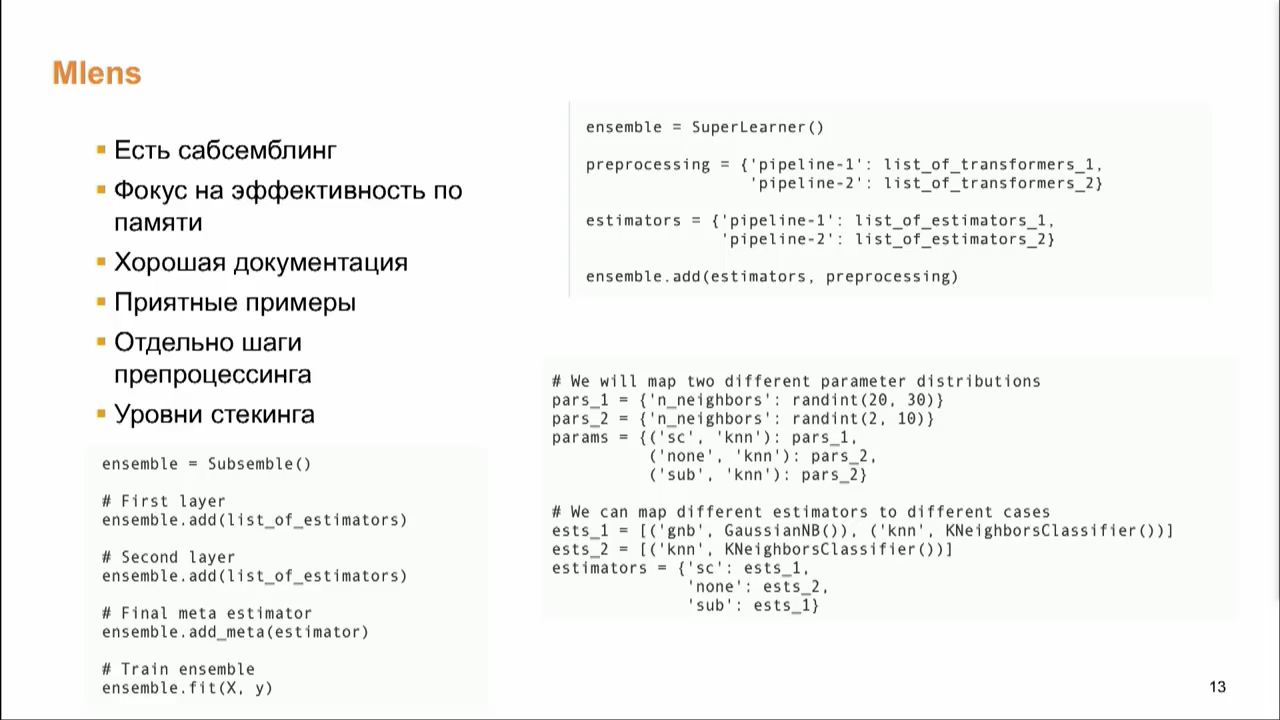 Mlens
▪ Есть сабсемблинг
▪ Фокус на эффективность по
памяти
▪ Хорошая документация
▪ Приятные примеры
▪ Отдельно шаги
препроцессинга
▪ Уровни стекинга
ensemble = Subsemble()
# First layer
ensemble.add(list_of_estimators)
# Second layer
ensemble.add(list_of_estimators)
# Final meta estimator
ensemble.add_meta(estimator)
# Train ensemble
ensemble.fit(X, y)
ensemble = SuperLearner()
preprocessing = {'pipeline-1': list_of_transformers_1,
'pipeline-2': list_of_transformers_2}
estimators = {'pipeline-1': list_of_estimators_1,
'pipeline-2': list_of_estimators_2}
ensemble.add(estimators, preprocessing)
# We will map two different parameter distributions
pars_1 = {'n_neighbors': randint(20, 30)}
pars_2 = {'n_neighbors': randint(2, 10)}
params = {('sc', 'knn'): pars_1,
('none', 'knn'): pars_2,
('sub', 'knn'): pars_2}
# We can map different estimators to different cases
ests_1 = [('gnb', GaussianNB()), ('knn', KNeighborsClassifier())]
ests_2 = [('knn', KNeighborsClassifier())]
estimators = {'sc': ests_1,
'none': ests_2,
'sub': ests_1}
13